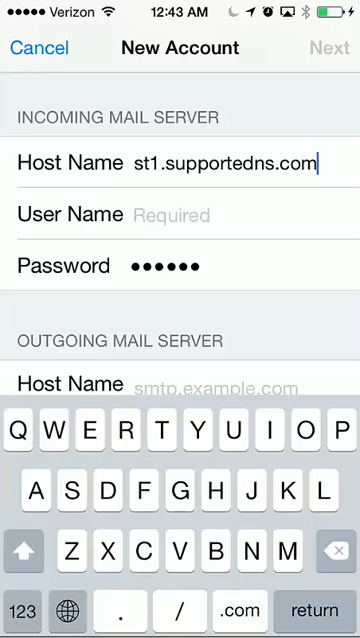 Verizon 12:43 AM
Cancel New Account Next
INCOMING MAIL SERVER
Host Name st1.supportedns.com
User Name Required
Password ••••••
OUTGOING MAIL SERVER
Host Name smtp.example.com
Q W E R T Y U I O P
A S D F G H J K L
Z X C V B N M
123 . / .com return